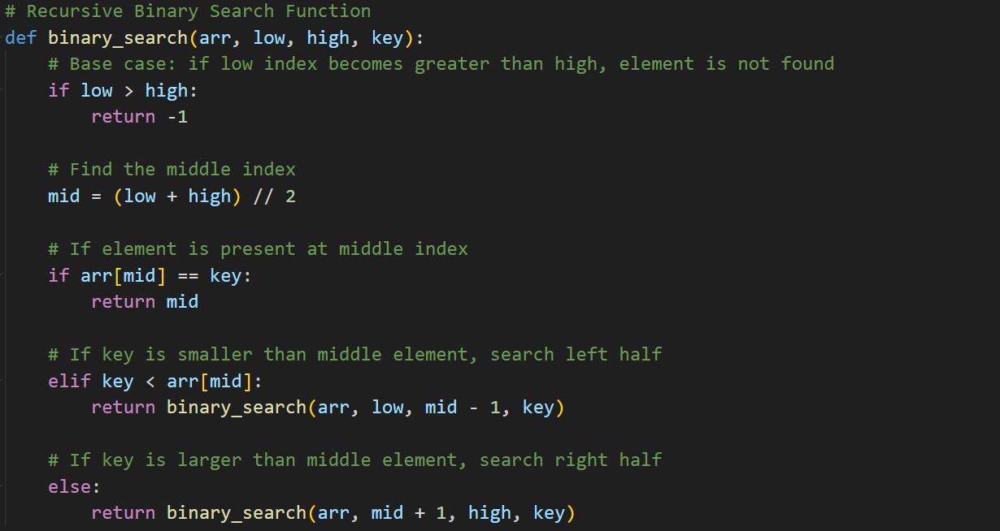 # Recursive Binary Search Function
def binary_search(arr, low, high, key):
    # Base case: if low index becomes greater than high, element is not found
    if low > high:
        return -1

    # Find the middle index
    mid = (low + high) // 2

    # If element is present at middle index
    if arr[mid] == key:
        return mid

    # If key is smaller than middle element, search left half
    elif key < arr[mid]:
        return binary_search(arr, low, mid - 1, key)

    # If key is larger than middle element, search right half
    else:
        return binary_search(arr, mid + 1, high, key)